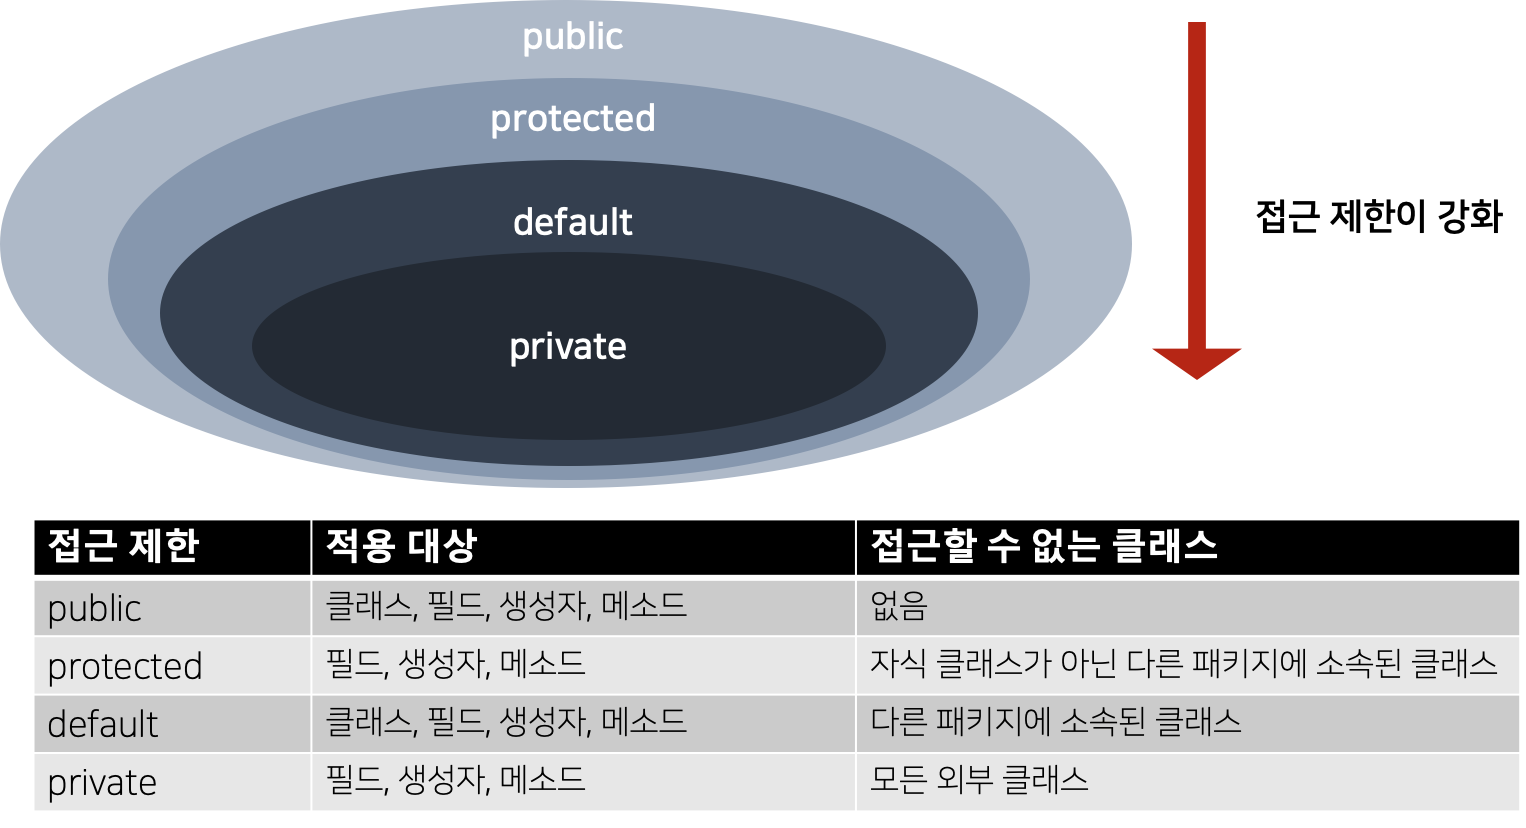 public
protected
default
private
접근 제한이 강화
접근 제한 적용 대상 접근할 수 없는 클래스
public 클래스, 필드, 생성자, 메소드 없음
protected 필드, 생성자, 메소드 자식 클래스가 아닌 다른 패키지에 소속된 클래스
default 클래스, 필드, 생성자, 메소드 다른 패키지에 소속된 클래스
private 필드, 생성자, 메소드 모든 외부 클래스